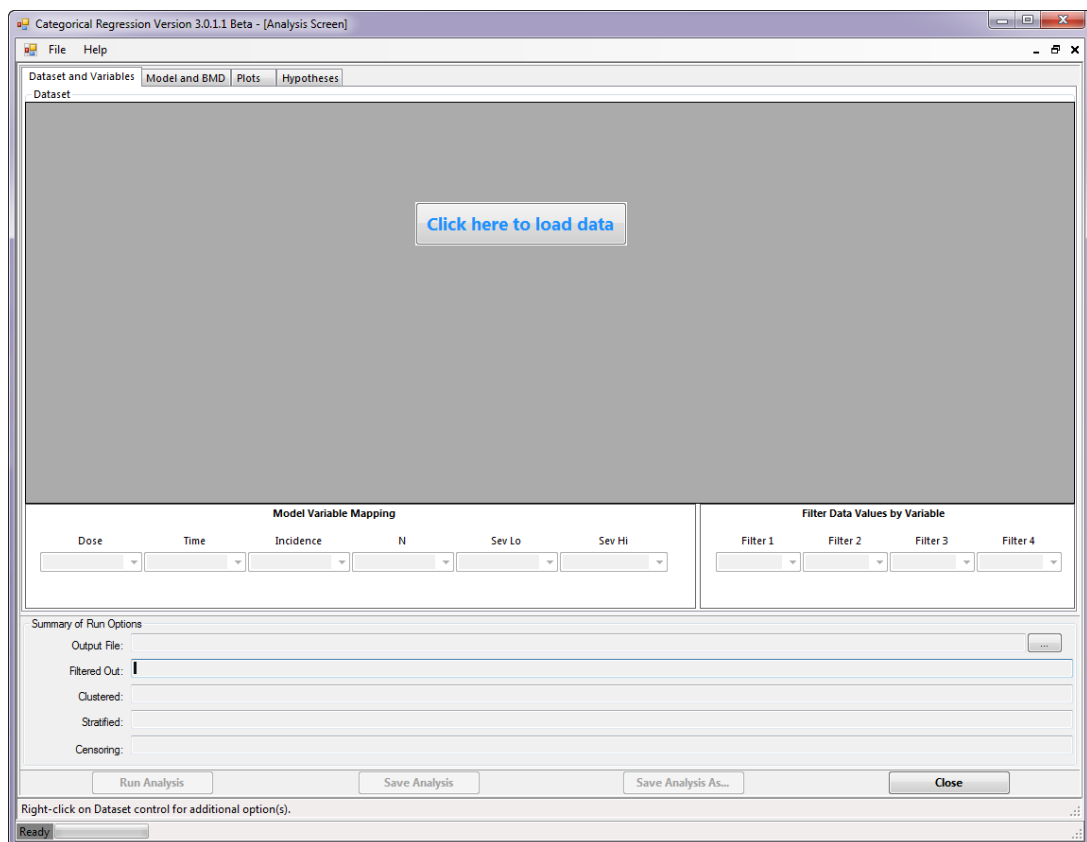 Categorical Regression Version 3.0.1.1 Beta - [Analysis Screen]
File Help
Dataset and Variables Model and BMD Plots Hypotheses
Dataset
Click here to load data
Model Variable Mapping
Dose Time Incidence N Sev Lo Sev Hi
Filter Data Values by Variable
Filter 1 Filter 2 Filter 3 Filter 4
Summary of Run Options
Output File: ...
Filtered Out:
Clustered:
Stratified:
Censoring:
Run Analysis Save Analysis Save Analysis As... Close
Right-click on Dataset control for additional option(s).
Ready